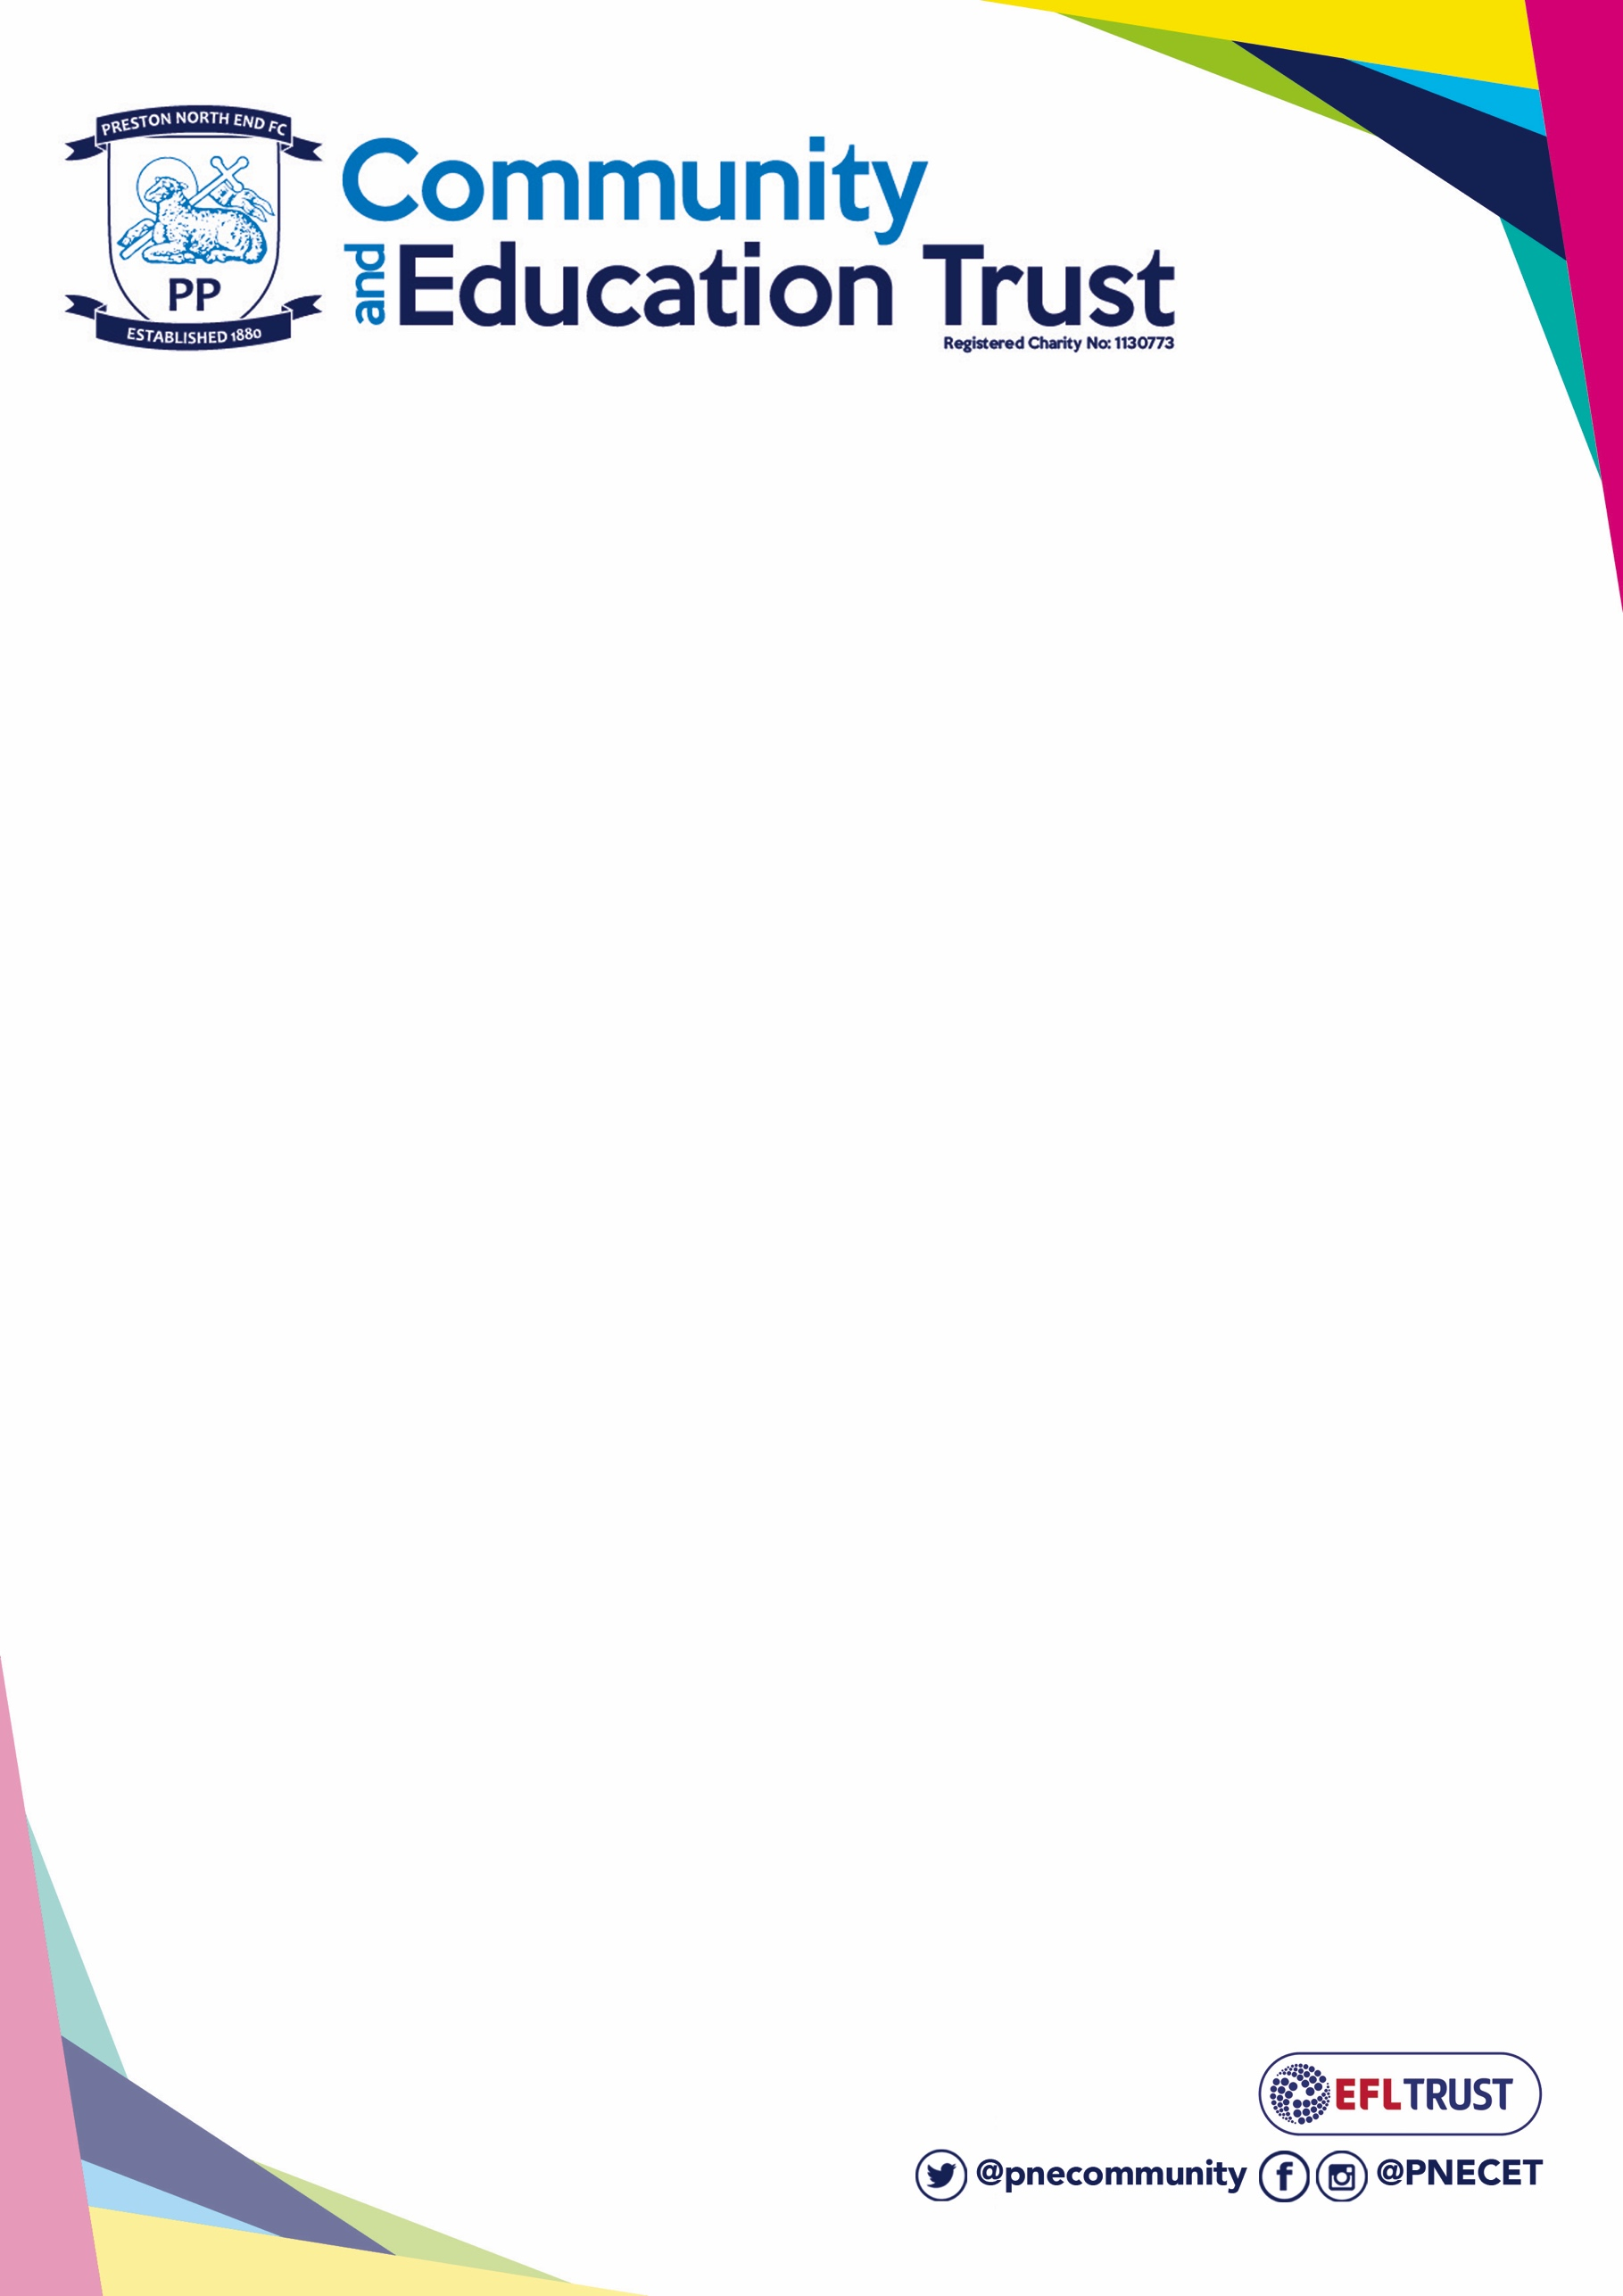 PRESTON NORTH END FC
PP
ESTABLISHED 1880
Community
and Education Trust
Registered Charity No: 1130773
EFL TRUST
@pnecommunity @PNECET